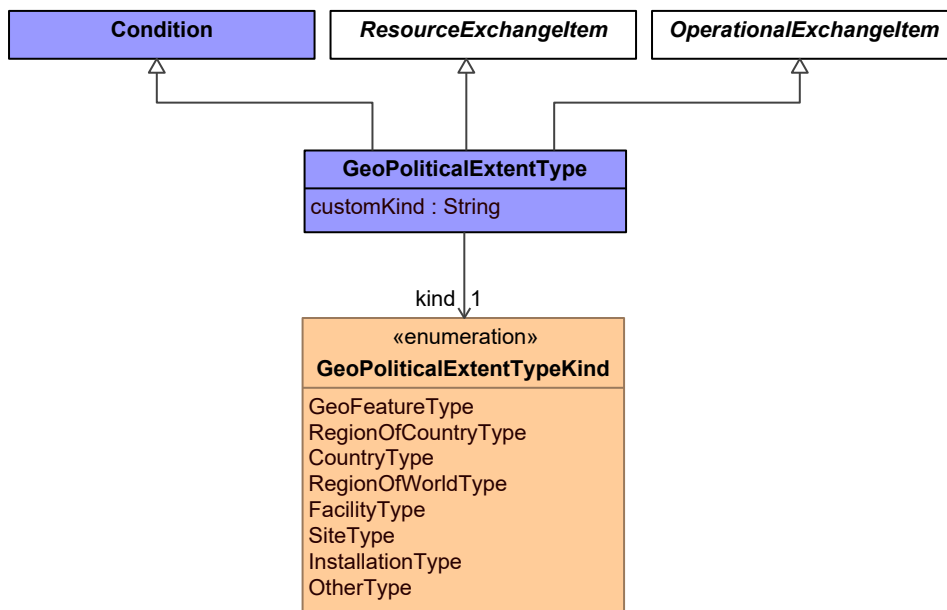 Condition
ResourceExchangeItem
OperationalExchangeItem
GeoPoliticalExtentType
customKind : String
kind 1
«enumeration»
GeoPoliticalExtentTypeKind
GeoFeatureType
RegionOfCountryType
CountryType
RegionOfWorldType
FacilityType
SiteType
InstallationType
OtherType